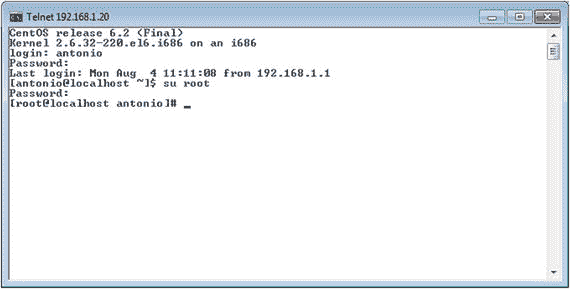 Telnet 192.168.1.20
CentOS release 6.2 (Final)
Kernel 2.6.32-220.el6.i686 on an i686
login: antonio
Password:
Last login: Mon Aug  4 11:11:08 from 192.168.1.1
[antonio@localhost ~]$ su root
Password:
[root@localhost antonio]# _